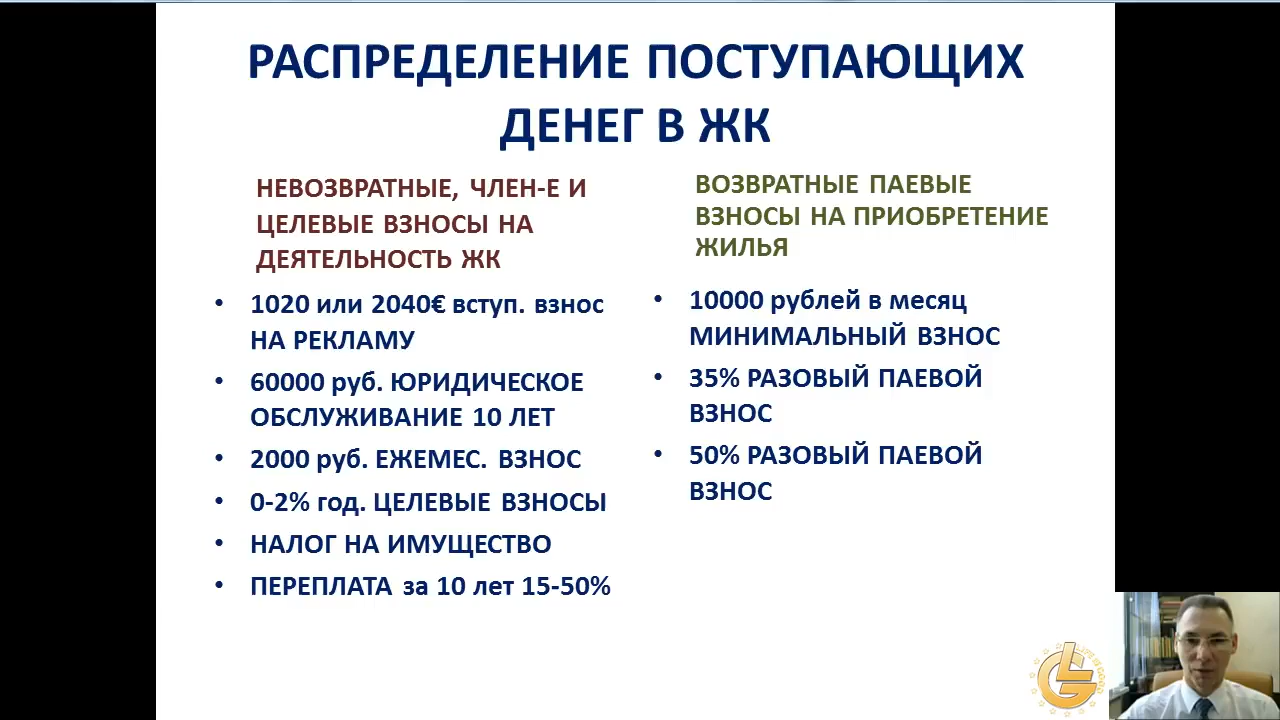 РАСПРЕДЕЛЕНИЕ ПОСТУПАЮЩИХ
ДЕНЕГ В ЖК
НЕВОЗВРАТНЫЕ, ЧЛЕН-Е И
ЦЕЛЕВЫЕ ВЗНОСЫ НА
ДЕЯТЕЛЬНОСТЬ ЖК
• 1020 или 2040€ вступ. взнос
НА РЕКЛАМУ
• 60000 руб. ЮРИДИЧЕСКОЕ
ОБСЛУЖИВАНИЕ 10 ЛЕТ
• 2000 руб. ЕЖЕМЕС. ВЗНОС
• 0-2% год. ЦЕЛЕВЫЕ ВЗНОСЫ
• НАЛОГ НА ИМУЩЕСТВО
• ПЕРЕПЛАТА за 10 лет 15-50%
ВОЗВРАТНЫЕ ПАЕВЫЕ
ВЗНОСЫ НА ПРИОБРЕТЕНИЕ
ЖИЛЬЯ
• 10000 рублей в месяц
МИНИМАЛЬНЫЙ ВЗНОС
• 35% РАЗОВЫЙ ПАЕВОЙ
ВЗНОС
• 50% РАЗОВЫЙ ПАЕВОЙ
ВЗНОС